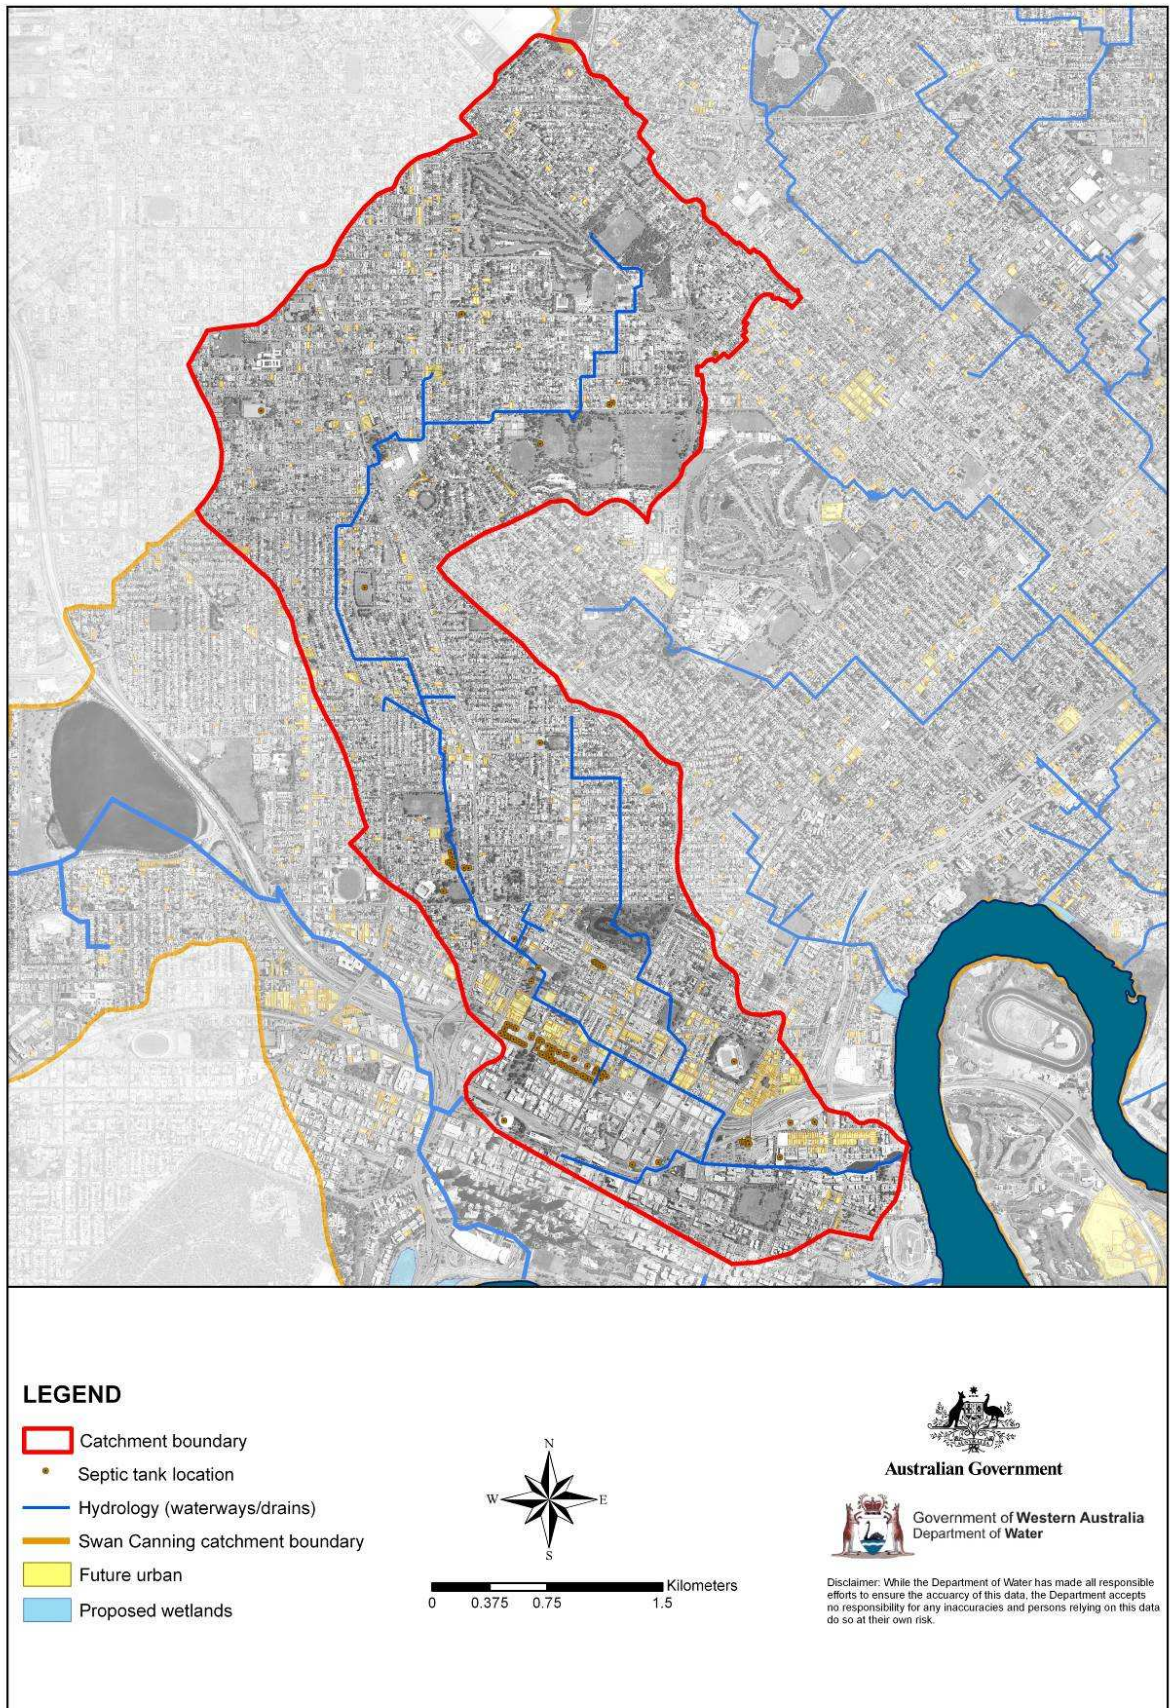 LEGEND
Catchment boundary
Septic tank location
Hydrology (waterways/drains)
Swan Canning catchment boundary
Future urban
Proposed wetlands
N
W
E
S
Kilometers
0 0.375 0.75 1.5
AUSTRALIA
Australian Government
Government of Western Australia
Department of Water
Disclaimer: While the Department of Water has made all responsible
efforts to ensure the accuarcy of this data, the Department accepts
no responsibility for any inaccuracies and persons relying on this data
do so at their own risk.